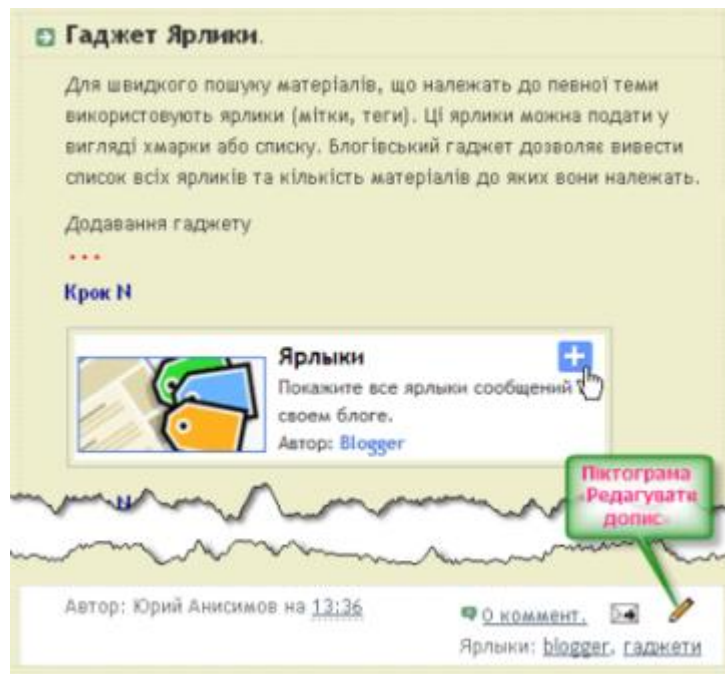 Гаджет Ярлики.
Для швидкого пошуку матеріалів, що належать до певної теми
використовують ярлики (мітки, теги). Ці ярлики можна подати у
вигляді хмарки або списку. Блогівський гаджет дозволяє вивести
список всіх ярликів та кількість матеріалів до яких вони належать.
Додавання гаджету
...
Крок N
Ярлыки
Покажите все ярлыки сообщений
своем блоге.
Автор: Blogger
Піктограма
«Редагувати
допис»
N
Автор: Юрий Анисимов на 13:36
0 коммент.
Ярлыки: blogger, гаджети